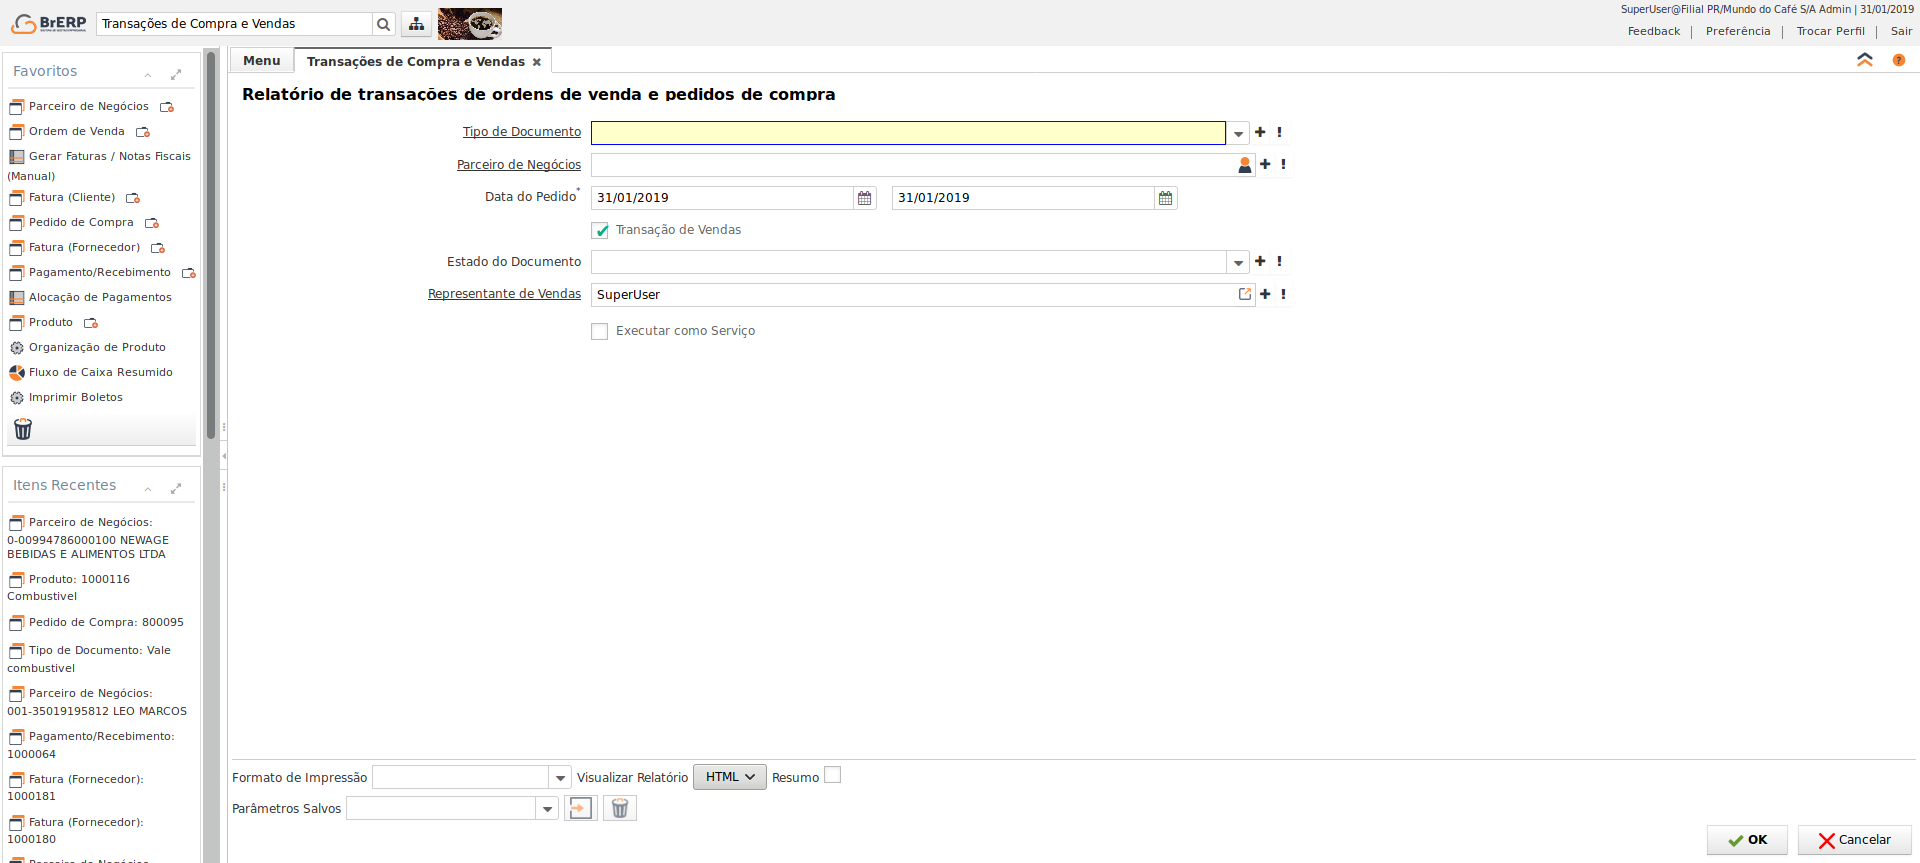 BrERP
Transações de Compra e Vendas
SuperUser@Filial PR/Mundo do Café S/A Admin | 31/01/2019
Feedback | Preferência | Trocar Perfil | Sair
Favoritos
Parceiro de Negócios
Ordem de Venda
Gerar Faturas / Notas Fiscais
(Manual)
Fatura (Cliente)
Pedido de Compra
Fatura (Fornecedor)
Pagamento/Recebimento
Alocação de Pagamentos
Produto
Organização de Produto
Fluxo de Caixa Resumido
Imprimir Boletos
Itens Recentes
Parceiro de Negócios:
0-00994786000100 NEWAGE
BEBIDAS E ALIMENTOS LTDA
Produto: 1000116
Combustivel
Pedido de Compra: 800095
Tipo de Documento: Vale
combustivel
Parceiro de Negócios:
001-35019195812 LEO MARCOS
Pagamento/Recebimento:
1000064
Fatura (Fornecedor):
1000181
Fatura (Fornecedor):
1000180
Parceiro de Negócios
Menu
Transações de Compra e Vendas
Relatório de transações de ordens de venda e pedidos de compra
Tipo de Documento
Parceiro de Negócios
Data do Pedido* 31/01/2019 31/01/2019
Transação de Vendas
Estado do Documento
Representante de Vendas SuperUser
Executar como Serviço
Formato de Impressão Visualizar Relatório HTML Resumo
Parâmetros Salvos
OK Cancelar